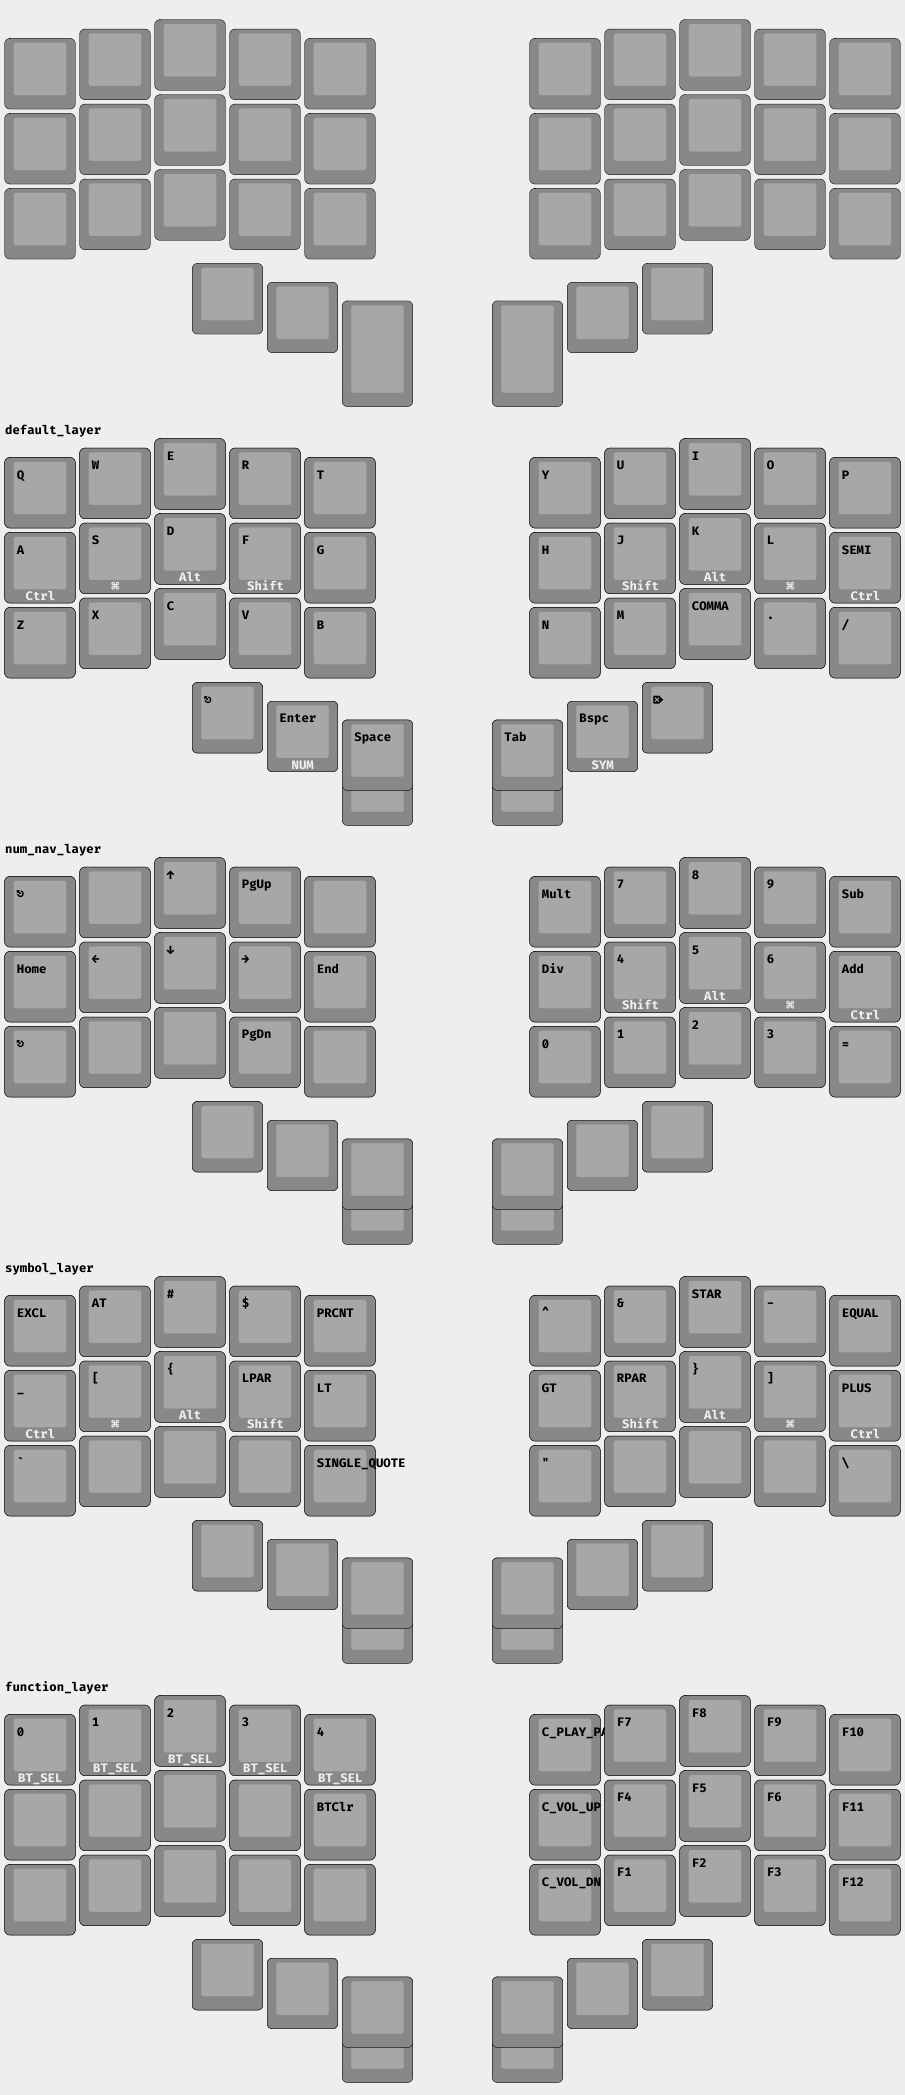 default_layer
Q W E R T Y U I O P
A S D F G H J K L SEMI
Ctrl ⌘ Alt Shift Shift Alt ⌘ Ctrl
Z X C V B N M COMMA . /
⎋ Enter Space Tab Bspc ⌦
NUM SYM
num_nav_layer
⎋ ↑ PgUp Mult 7 8 9 Sub
Home ← ↓ → End Div 4 5 6 Add
Shift Alt ⌘ Ctrl
⎋ PgDn 0 1 2 3 =
symbol_layer
EXCL AT # $ PRCNT ^ & STAR - EQUAL
_ [ { LPAR LT GT RPAR } ] PLUS
Ctrl ⌘ Alt Shift Shift Alt ⌘ Ctrl
` SINGLE_QUOTE " \
function_layer
0 1 2 3 4 C_PLAY_PA F7 F8 F9 F10
BT_SEL BT_SEL BT_SEL BT_SEL BT_SEL
BTClr C_VOL_UP F4 F5 F6 F11
C_VOL_DN F1 F2 F3 F12